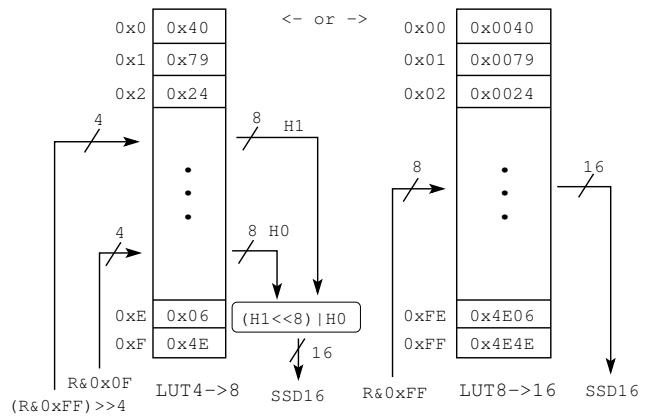 <- or ->
0x0 0x40
0x1 0x79
0x2 0x24
4
8 H1
4
8 H0
(H1<<8)|H0
0xE 0x06
0xF 0x4E
16
R&0x0F
(R&0xFF)>>4
LUT4->8
SSD16
0x00 0x0040
0x01 0x0079
0x02 0x0024
8
16
0xFE 0x4E06
0xFF 0x4E4E
R&0xFF
LUT8->16
SSD16